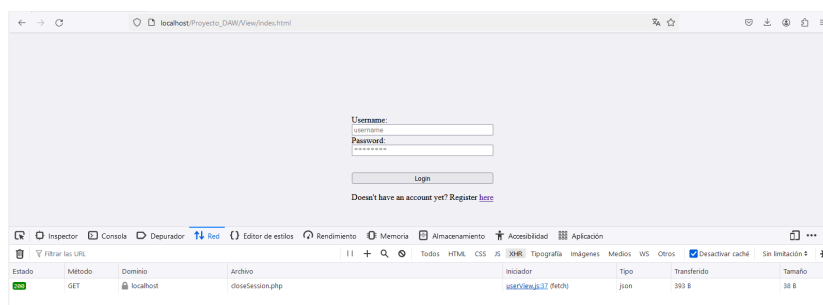 localhost/Proyecto_DAW/View/index.html
Username:
username
Password:
********
Login
Doesn't have an account yet? Register here
Inspector Consola Depurador Red Editor de estilos Rendimiento Memoria Almacenamiento Accesibilidad Aplicación
Filtrar las URL Todos HTML CSS JS XHR Tipografía Imágenes Medios WS Otros Desactivar caché Sin limitación
Estado Método Dominio Archivo Iniciador Tipo Transferido Tamaño
200 GET localhost closeSession.php userView.js:37 (fetch) json 393 B 38 B